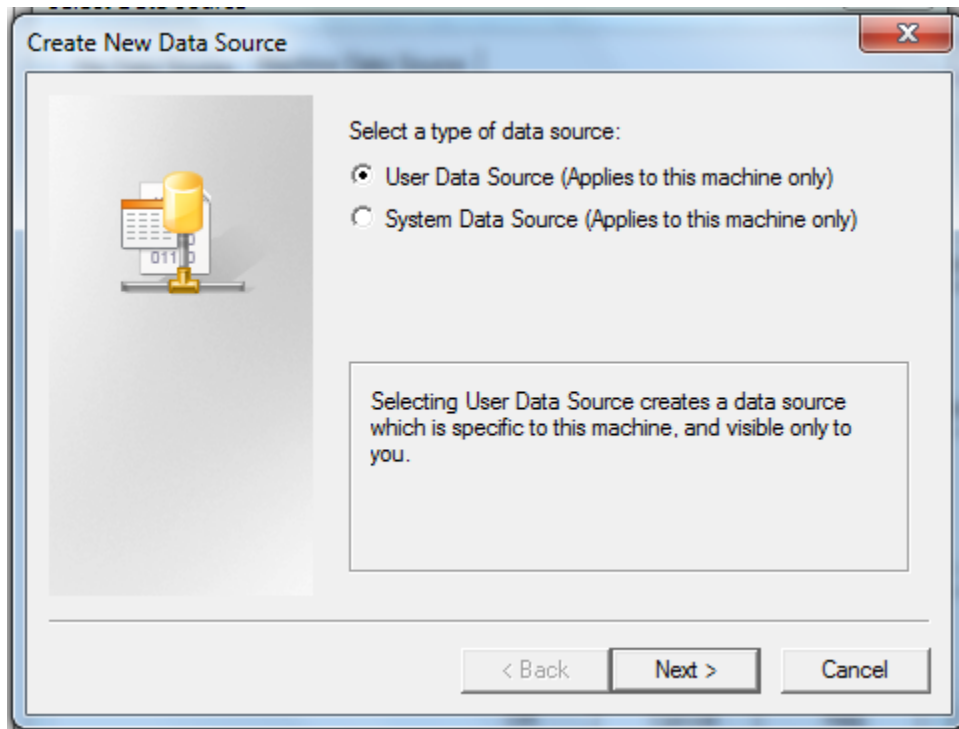 Create New Data Source
Select a type of data source:
User Data Source (Applies to this machine only)
System Data Source (Applies to this machine only)
Selecting User Data Source creates a data source
which is specific to this machine, and visible only to
you.
< Back
Next >
Cancel